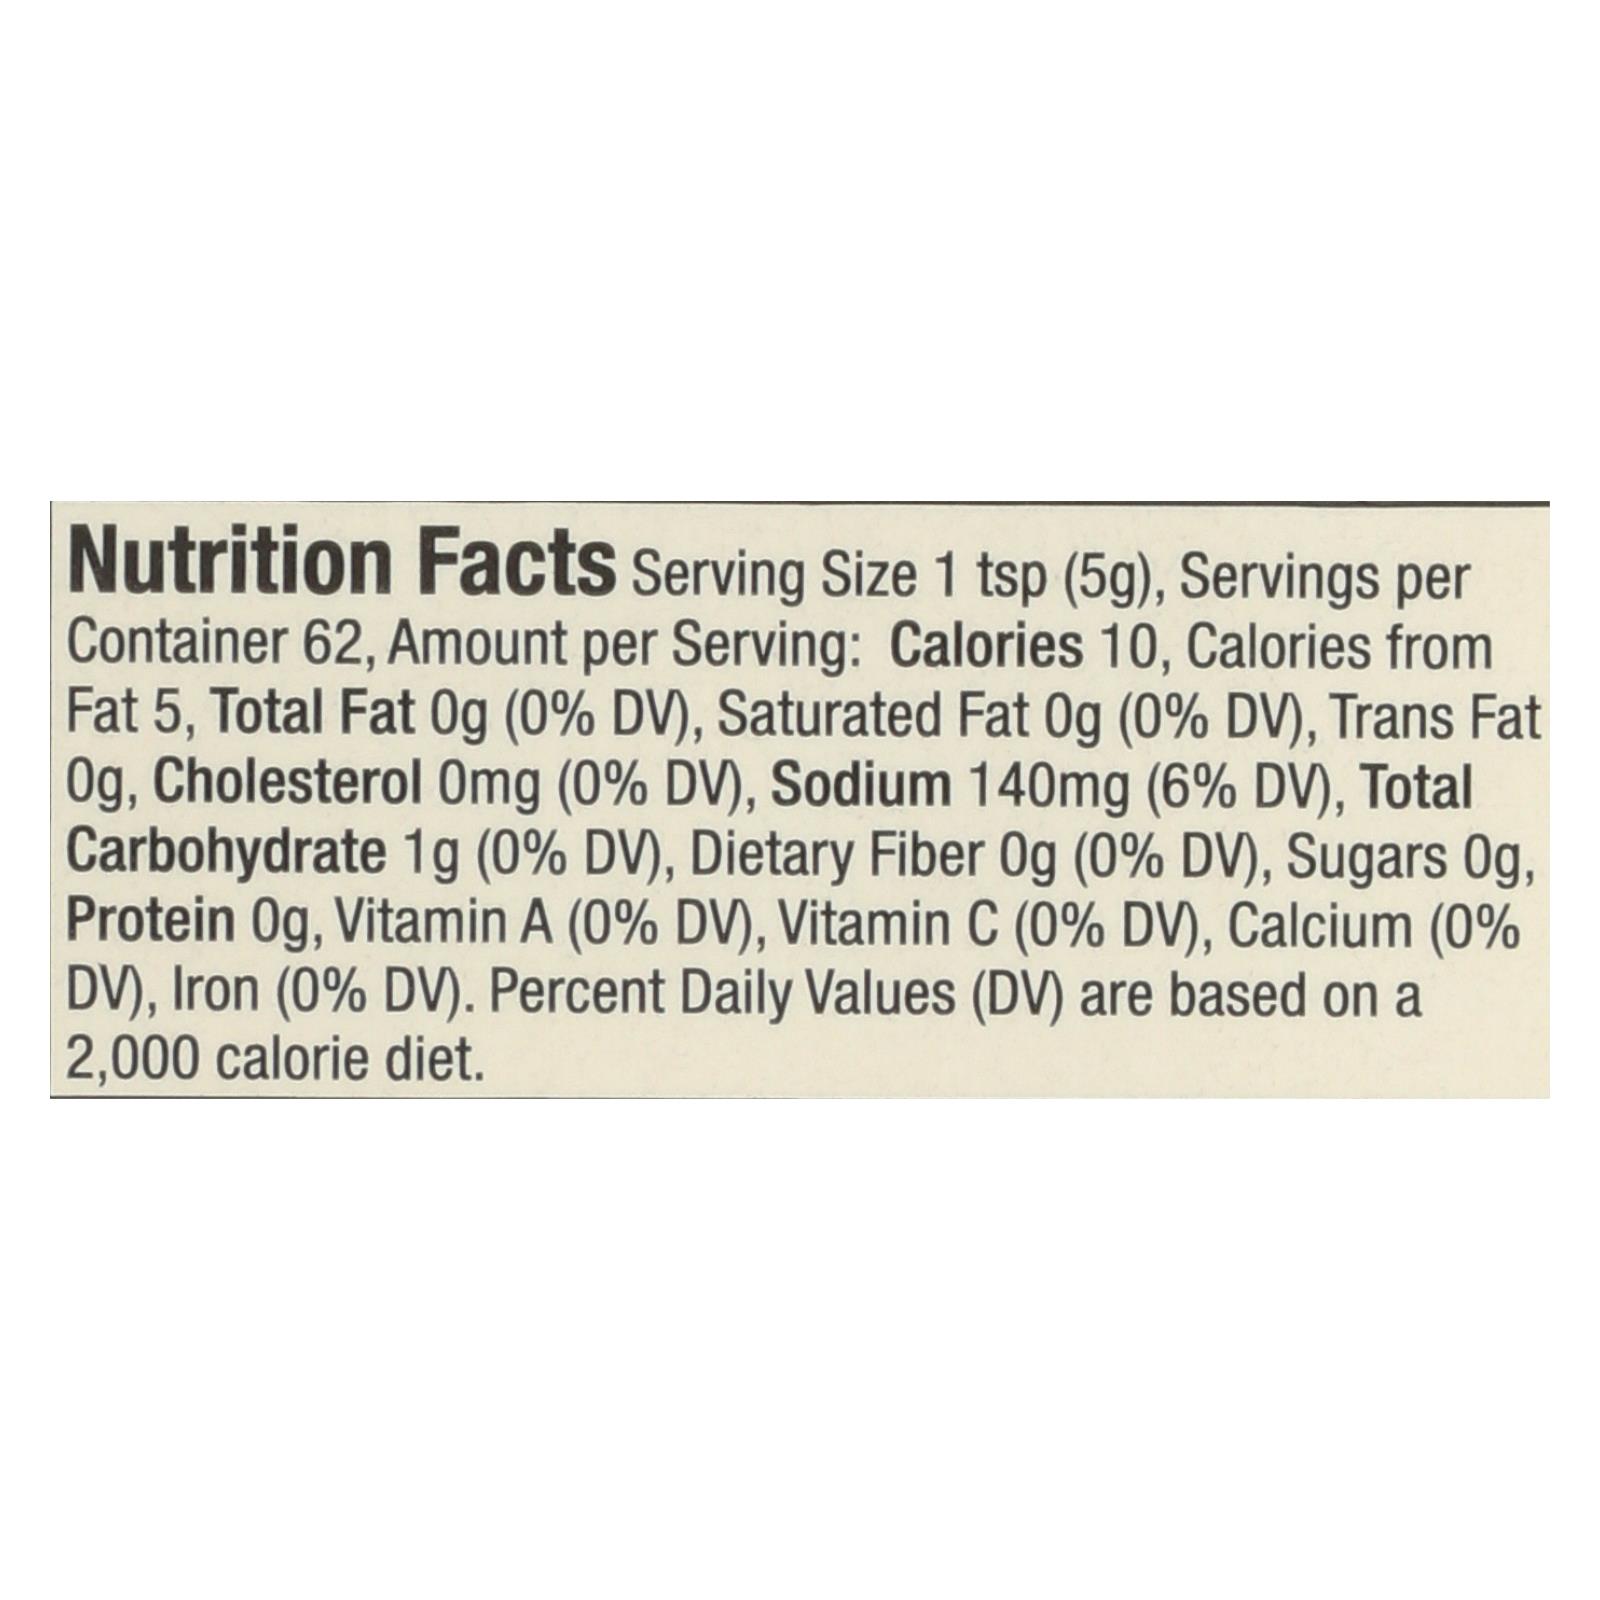 Nutrition Facts Serving Size 1 tsp (5g), Servings per
Container 62, Amount per Serving: Calories 10, Calories from
Fat 5, Total Fat 0g (0% DV), Saturated Fat 0g (0% DV), Trans Fat
0g, Cholesterol 0mg (0% DV), Sodium 140mg (6% DV), Total
Carbohydrate 1g (0% DV), Dietary Fiber 0g (0% DV), Sugars 0g,
Protein 0g, Vitamin A (0% DV), Vitamin C (0% DV), Calcium (0%
DV), Iron (0% DV). Percent Daily Values (DV) are based on a
2,000 calorie diet.